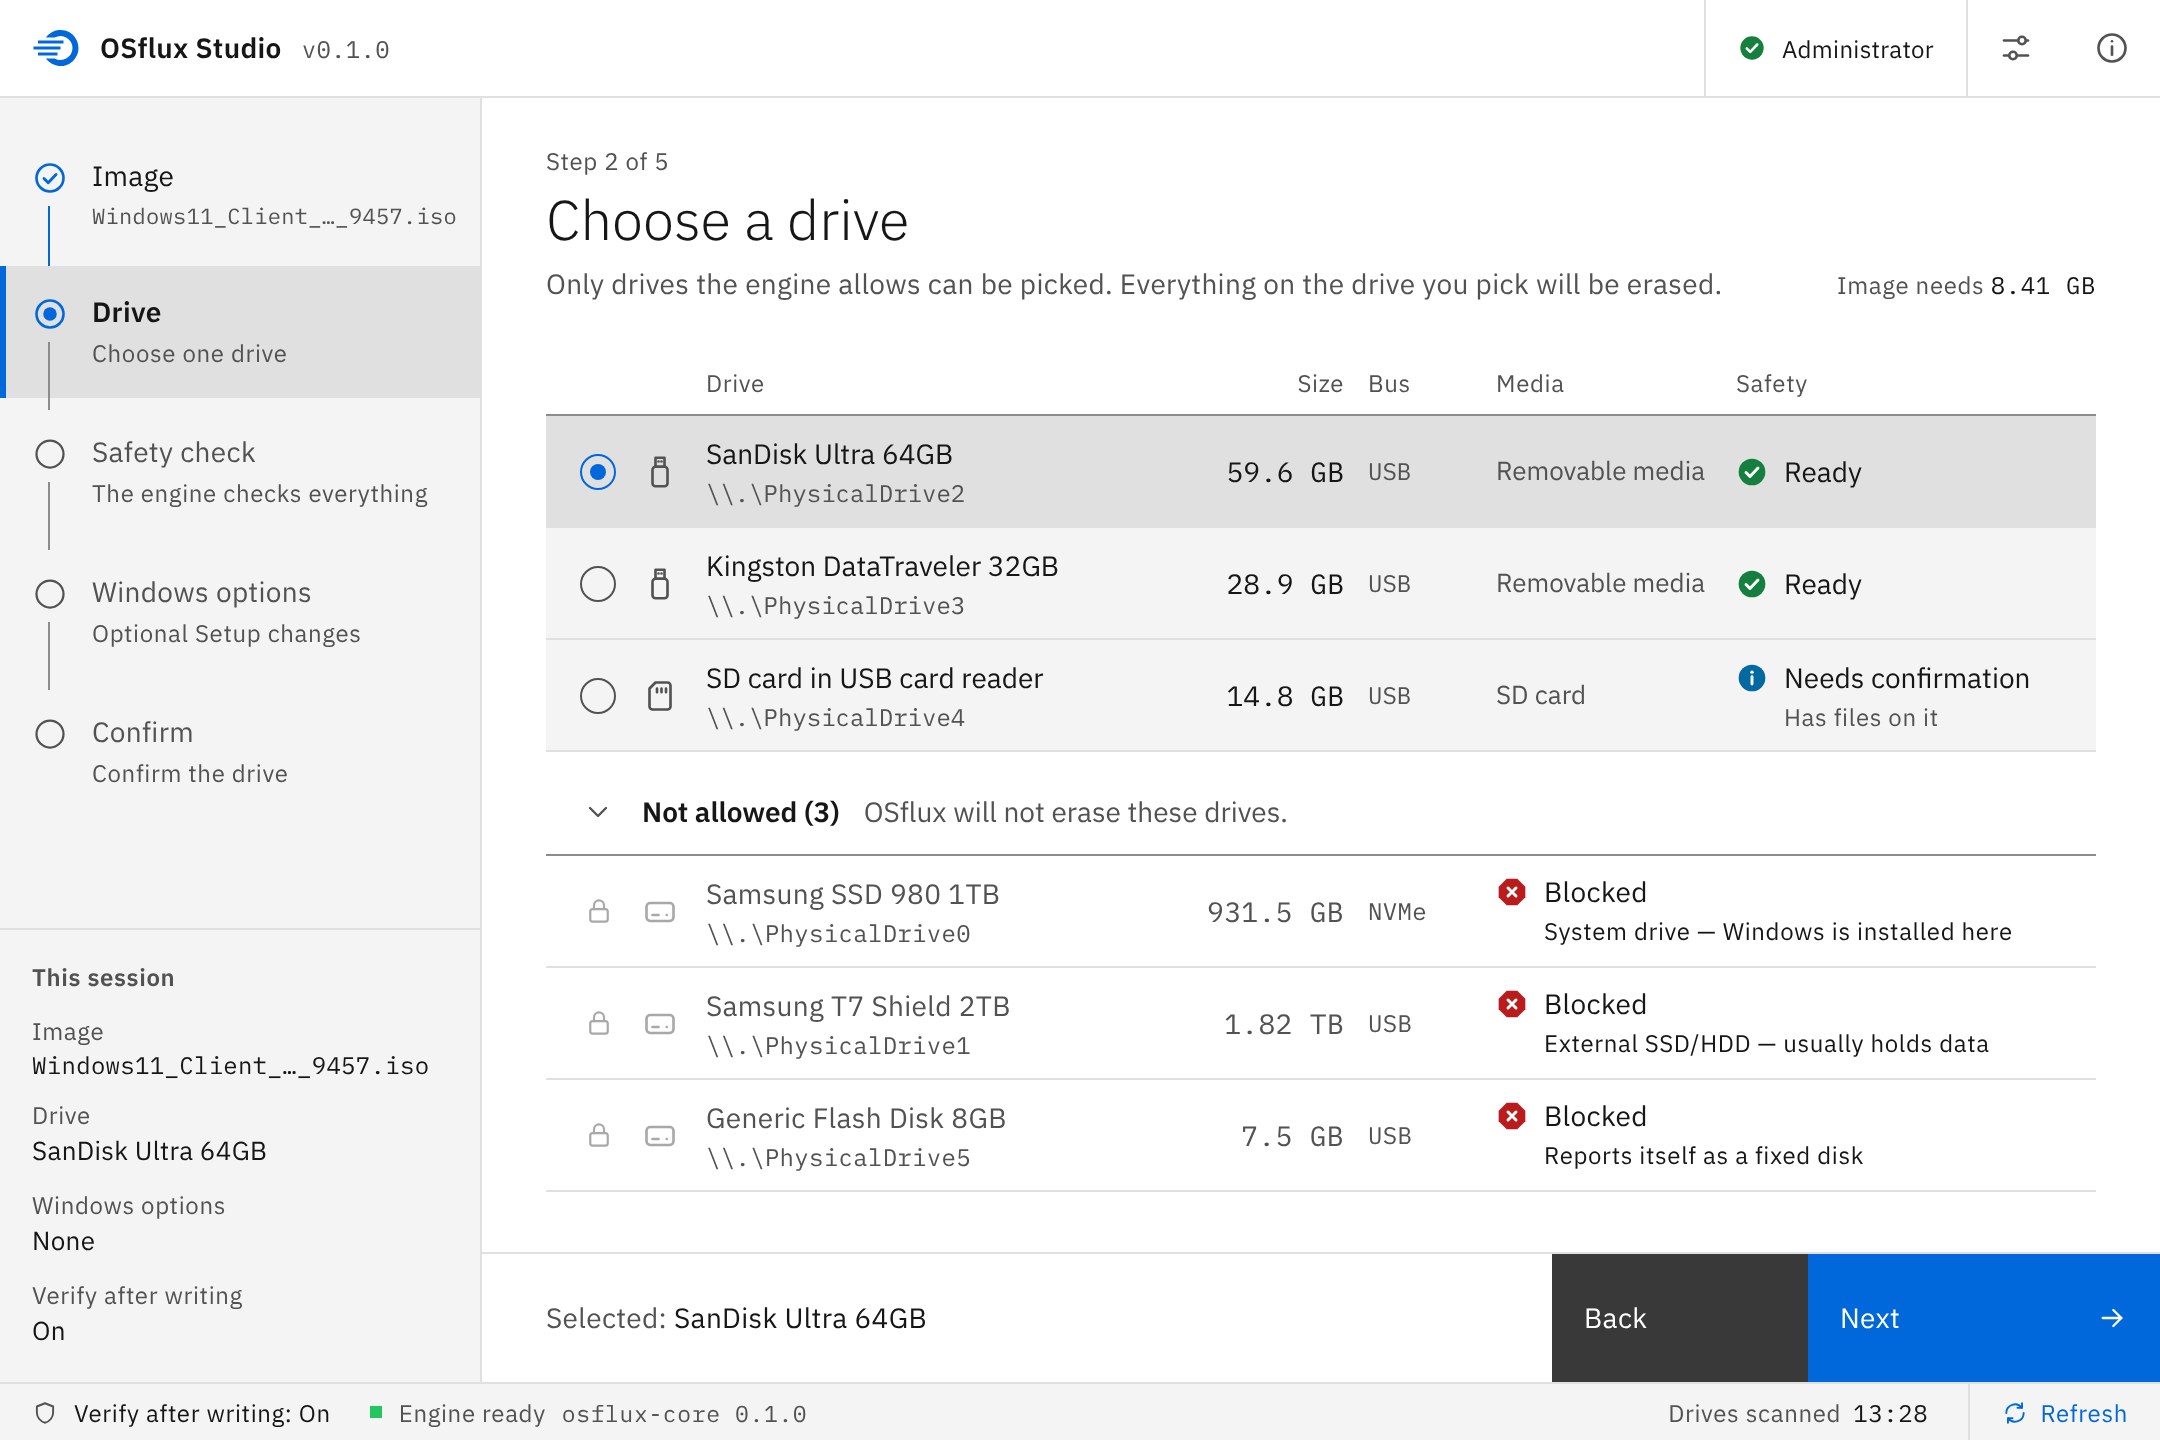 OSflux Studio v0.1.0
Administrator
Image
Windows11_Client_…_9457.iso
Drive
Choose one drive
Safety check
The engine checks everything
Windows options
Optional Setup changes
Confirm
Confirm the drive
This session
Image
Windows11_Client_…_9457.iso
Drive
SanDisk Ultra 64GB
Windows options
None
Verify after writing
On
Step 2 of 5
Choose a drive
Only drives the engine allows can be picked. Everything on the drive you pick will be erased.
Image needs 8.41 GB
Drive Size Bus Media Safety
SanDisk Ultra 64GB 59.6 GB USB Removable media Ready
\\.\PhysicalDrive2
Kingston DataTraveler 32GB 28.9 GB USB Removable media Ready
\\.\PhysicalDrive3
SD card in USB card reader 14.8 GB USB SD card Needs confirmation
\\.\PhysicalDrive4 Has files on it
Not allowed (3) OSflux will not erase these drives.
Samsung SSD 980 1TB 931.5 GB NVMe Blocked
\\.\PhysicalDrive0 System drive — Windows is installed here
Samsung T7 Shield 2TB 1.82 TB USB Blocked
\\.\PhysicalDrive1 External SSD/HDD — usually holds data
Generic Flash Disk 8GB 7.5 GB USB Blocked
\\.\PhysicalDrive5 Reports itself as a fixed disk
Selected: SanDisk Ultra 64GB
Back
Next
Verify after writing: On
Engine ready osflux-core 0.1.0
Drives scanned 13:28
Refresh